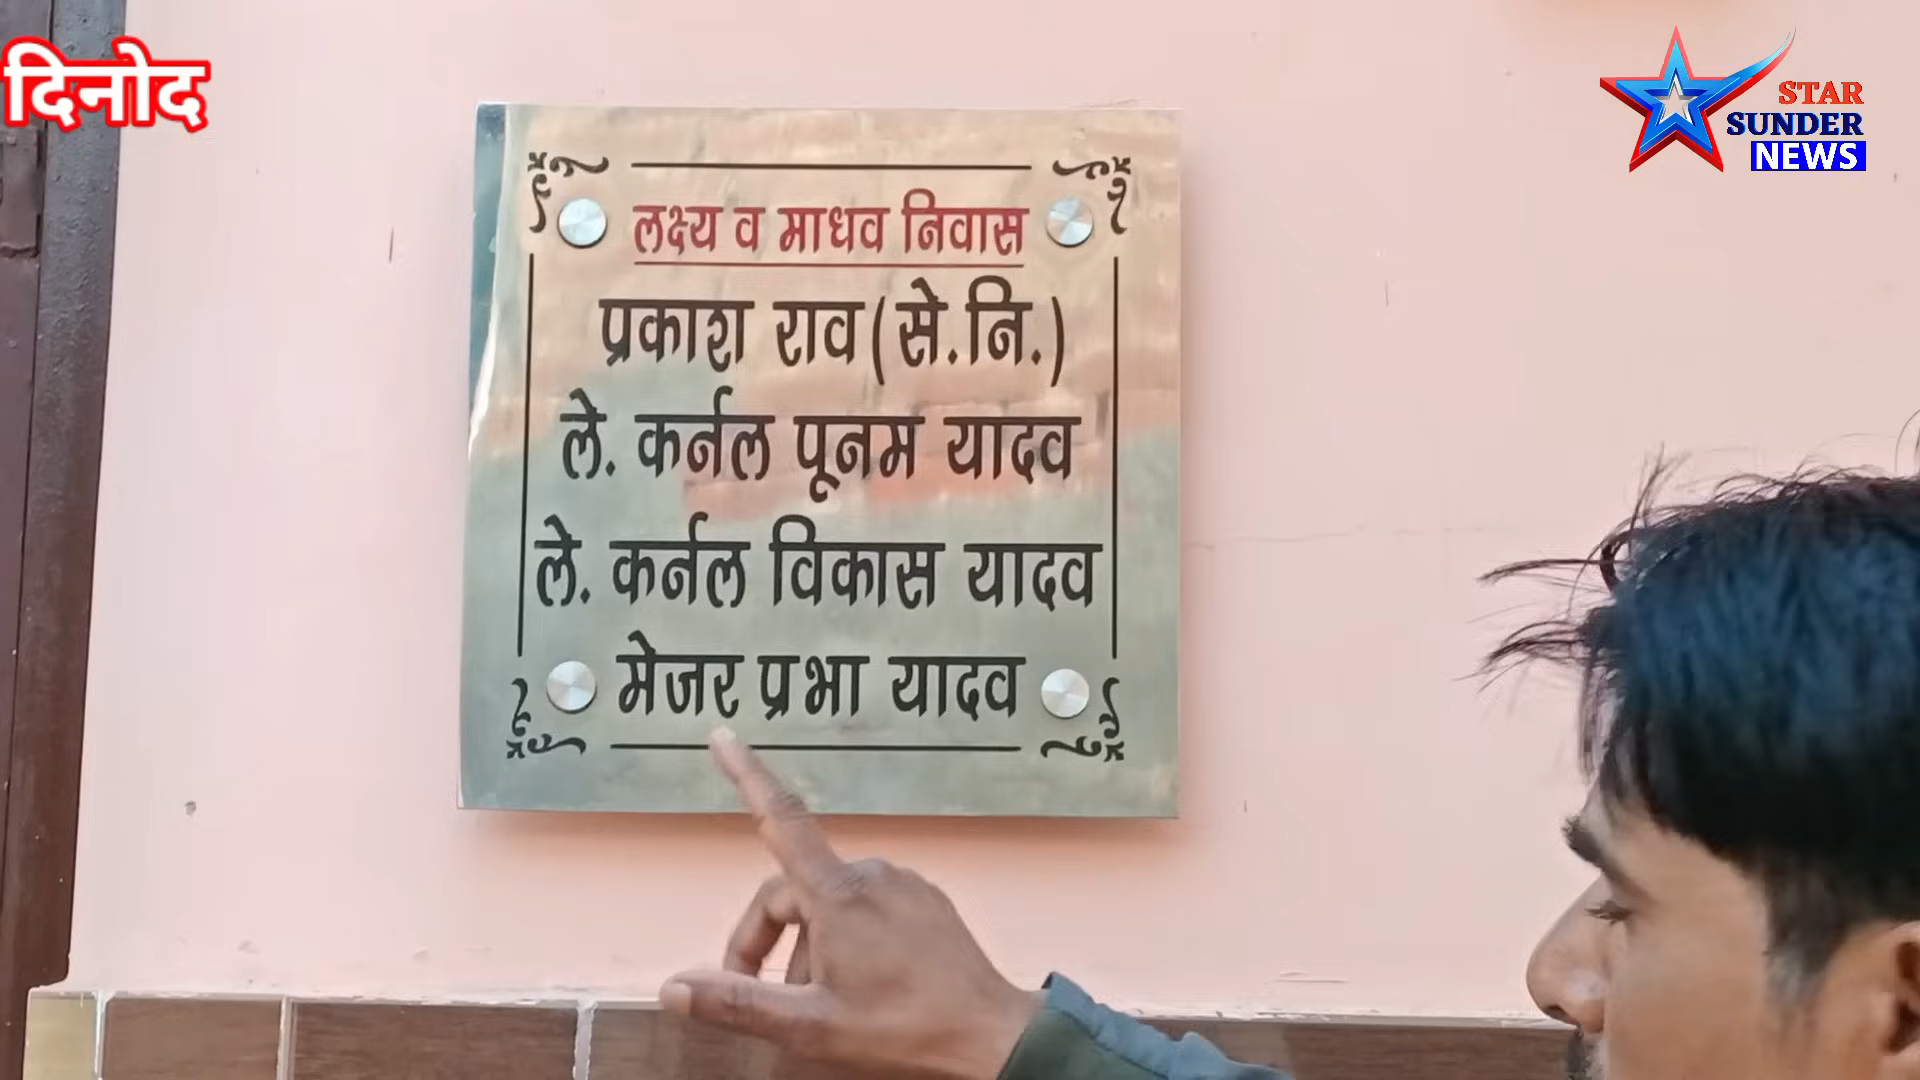 दिनोद
STAR
SUNDER
NEWS
लक्ष्य व माधव निवास
प्रकाश राव (से.नि.)
ले. कर्नल पूनम यादव
ले. कर्नल विकास यादव
मेजर प्रभा यादव